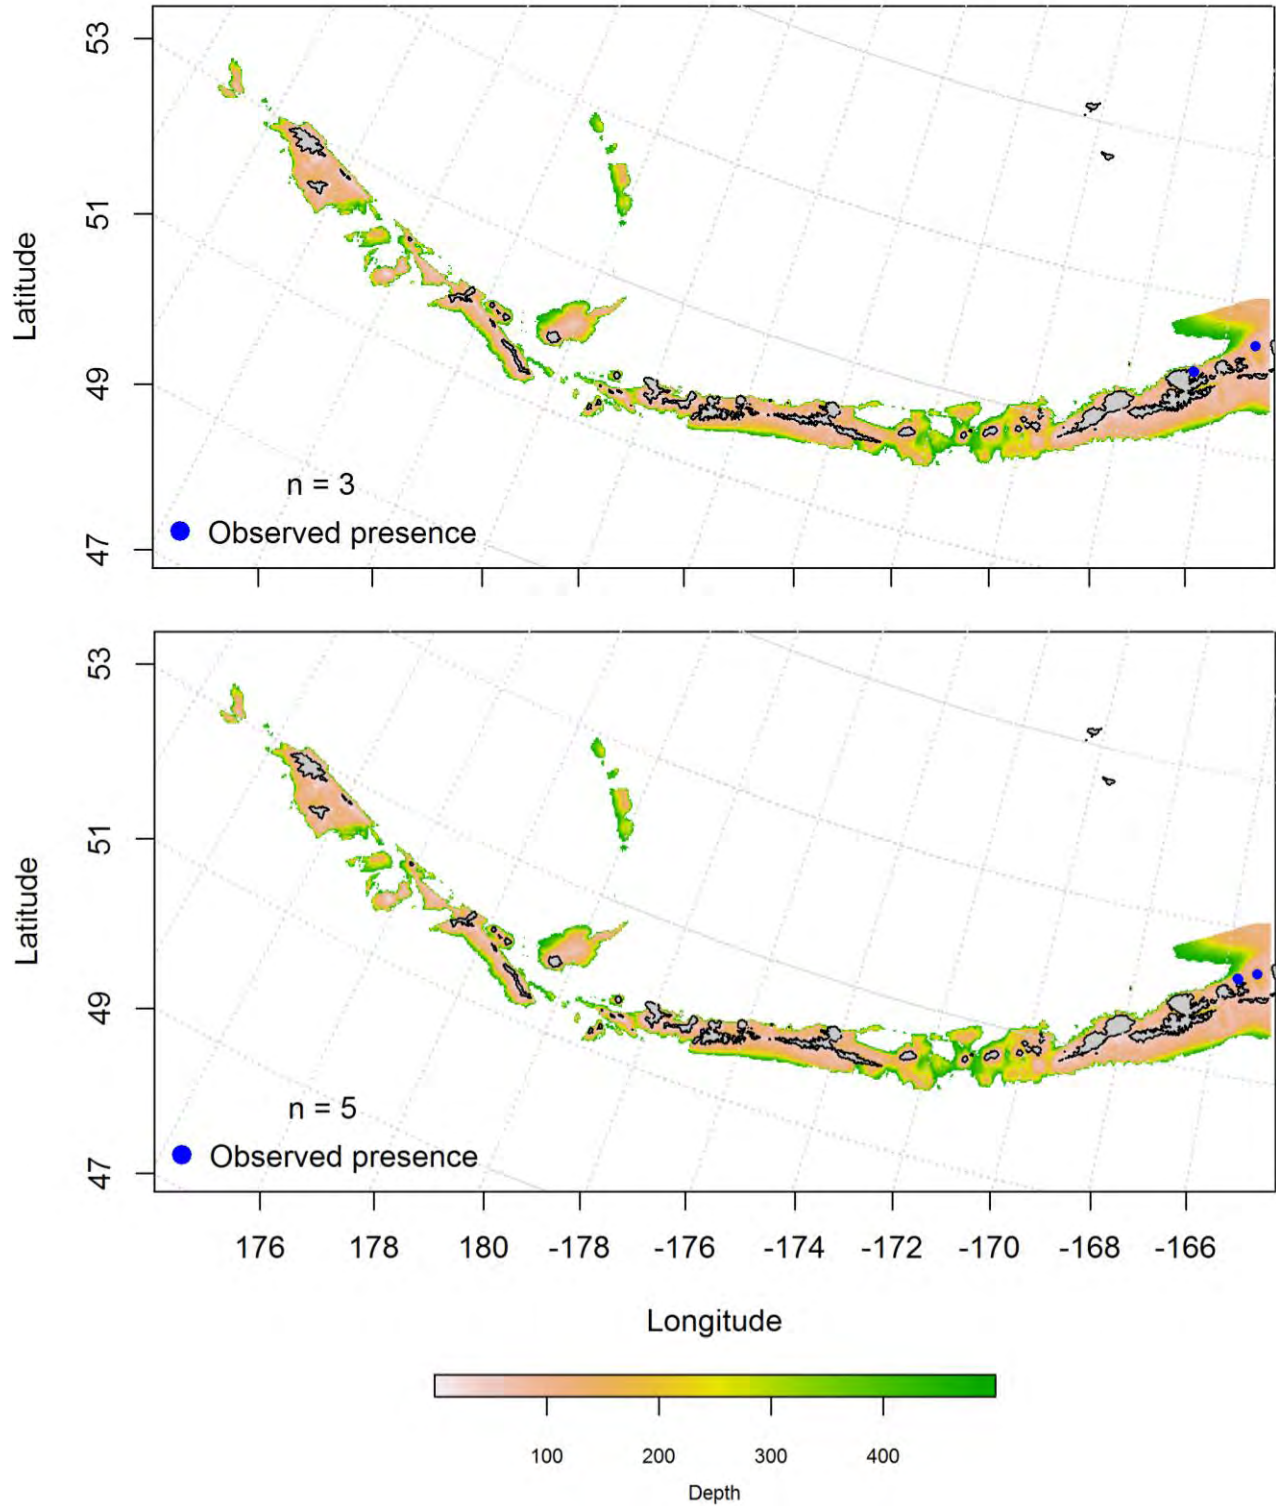 53
51
49
47
Latitude
n = 3
Observed presence
53
51
49
47
Latitude
n = 5
Observed presence
176 178 180 -178 -176 -174 -172 -170 -168 -166
Longitude
100 200 300 400
Depth